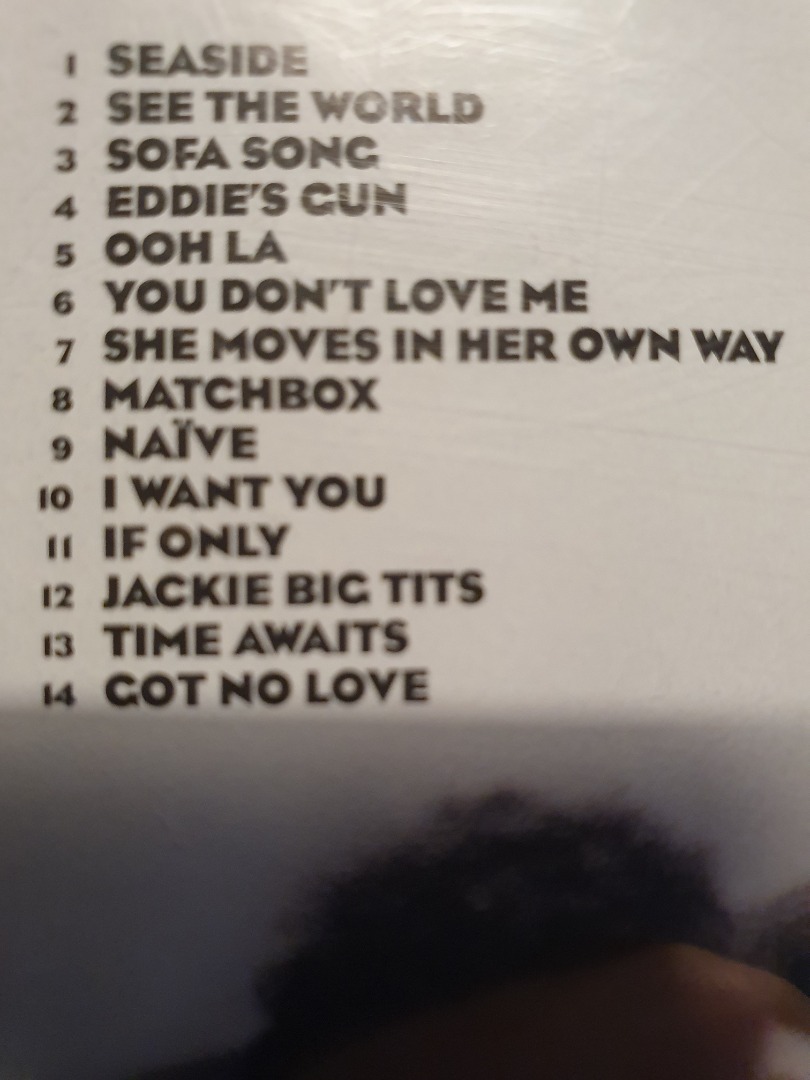 1 SEASIDE
2 SEE THE WORLD
3 SOFA SONG
4 EDDIE'S GUN
5 OOH LA
6 YOU DON'T LOVE ME
7 SHE MOVES IN HER OWN WAY
8 MATCHBOX
9 NAÏVE
10 I WANT YOU
11 IF ONLY
12 JACKIE BIG TITS
13 TIME AWAITS
14 GOT NO LOVE